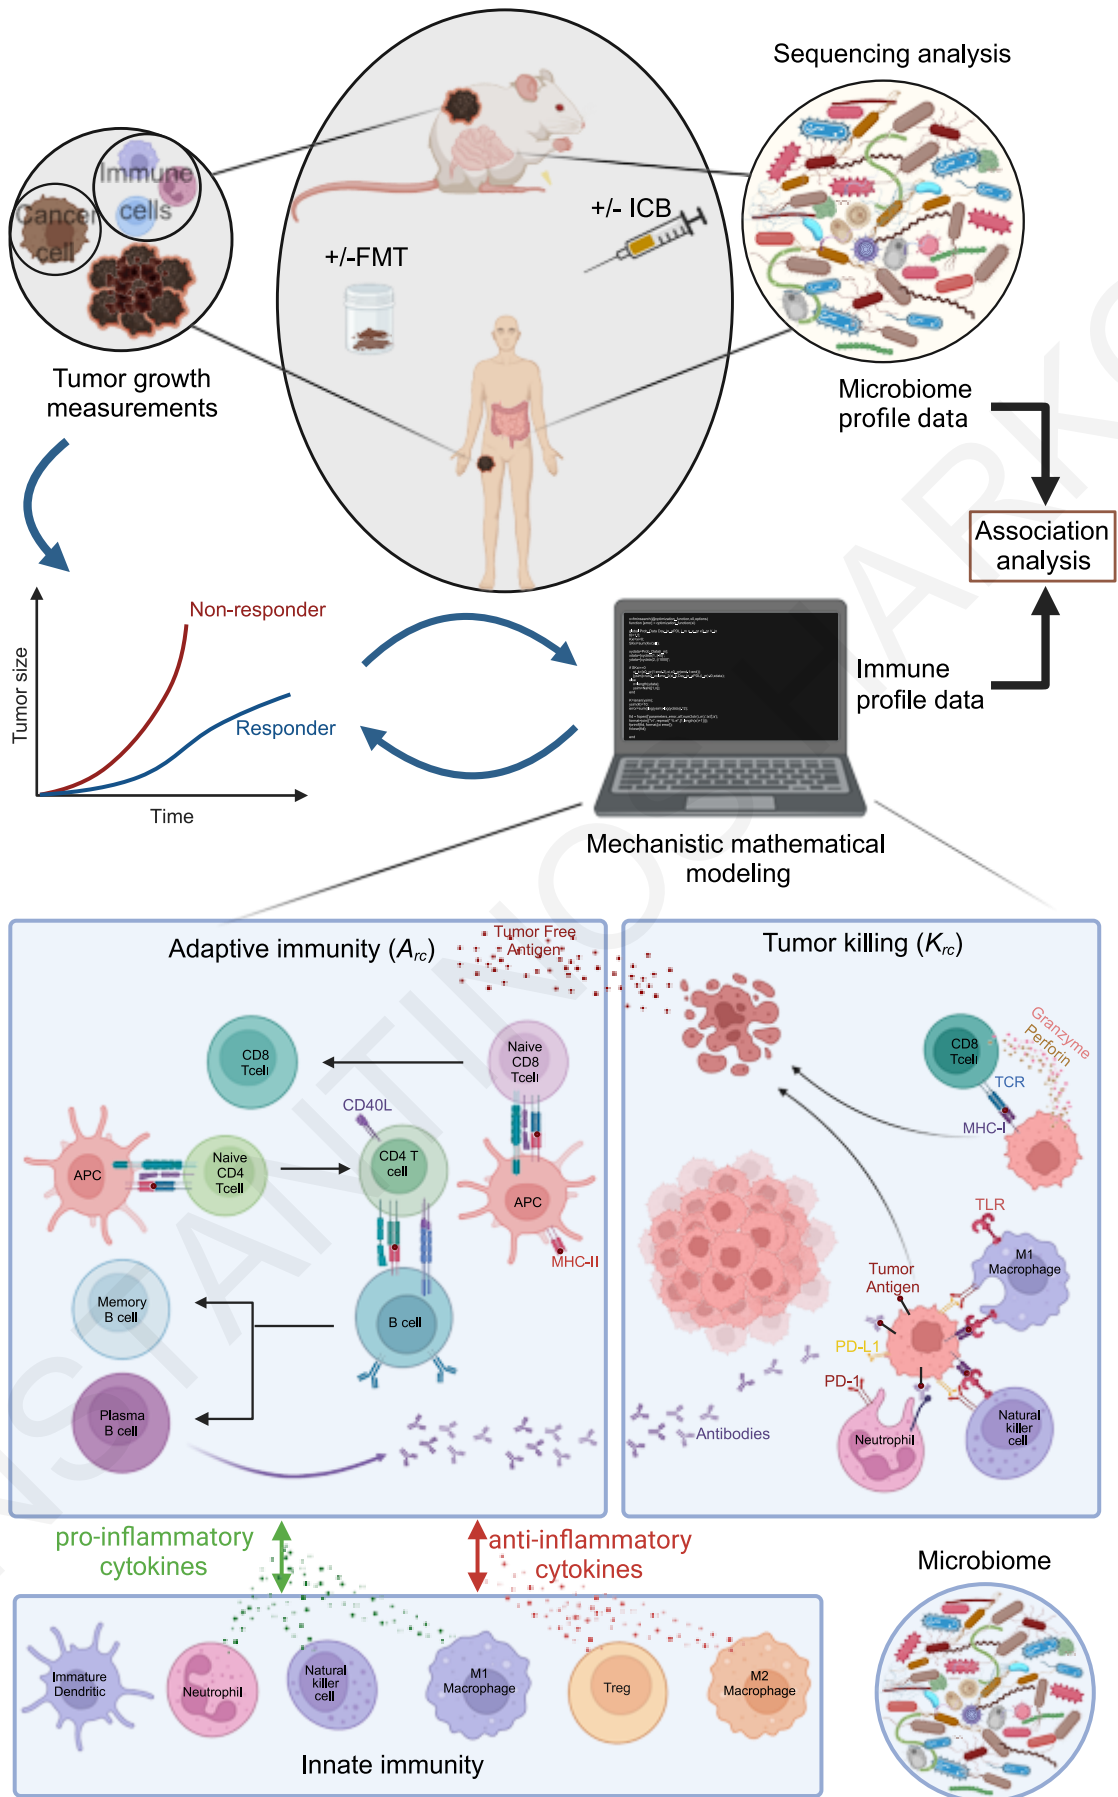 Sequencing analysis
Immune
cells
Cancer
cell
+/- ICB
+/-FMT
Tumor growth
measurements
Microbiome
profile data
Association
analysis
Non-responder
Responder
Tumor size
Time
Immune
profile data
Mechanistic mathematical
modeling
Adaptive immunity (Arc)
Tumor Free
Antigen
Tumor killing (Krc)
CD8
Tcell
Naive
CD8
Tcell
CD40L
APC
Naive
CD4
Tcell
CD4 T
cell
APC
MHC-II
Memory
B cell
B cell
Plasma
B cell
CD8
Tcell
Granzyme
Perforin
TCR
MHC-I
TLR
M1
Macrophage
Tumor
Antigen
PD-L1
PD-1
Neutrophil
Natural
killer
cell
Antibodies
pro-inflammatory
cytokines
anti-inflammatory
cytokines
Microbiome
Immature
Dendritic
Neutrophil
Natural
killer
cell
M1
Macrophage
Treg
M2
Macrophage
Innate immunity